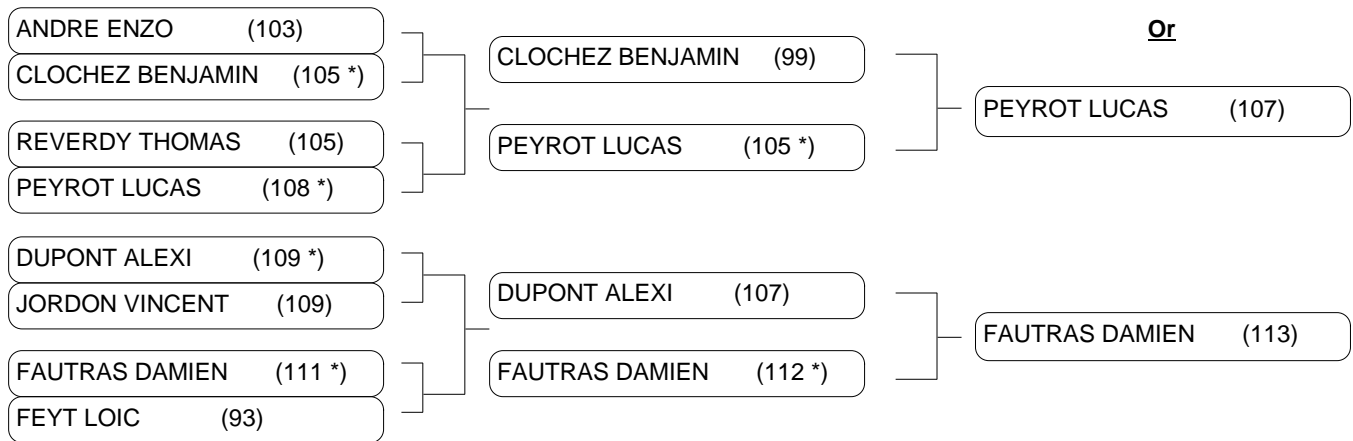 ANDRE ENZO (103)
CLOCHEZ BENJAMIN (105 *)
REVERDY THOMAS (105)
PEYROT LUCAS (108 *)
DUPONT ALEXI (109 *)
JORDON VINCENT (109)
FAUTRAS DAMIEN (111 *)
FEYT LOIC (93)
CLOCHEZ BENJAMIN (99)
PEYROT LUCAS (105 *)
DUPONT ALEXI (107)
FAUTRAS DAMIEN (112 *)
Or
PEYROT LUCAS (107)
FAUTRAS DAMIEN (113)